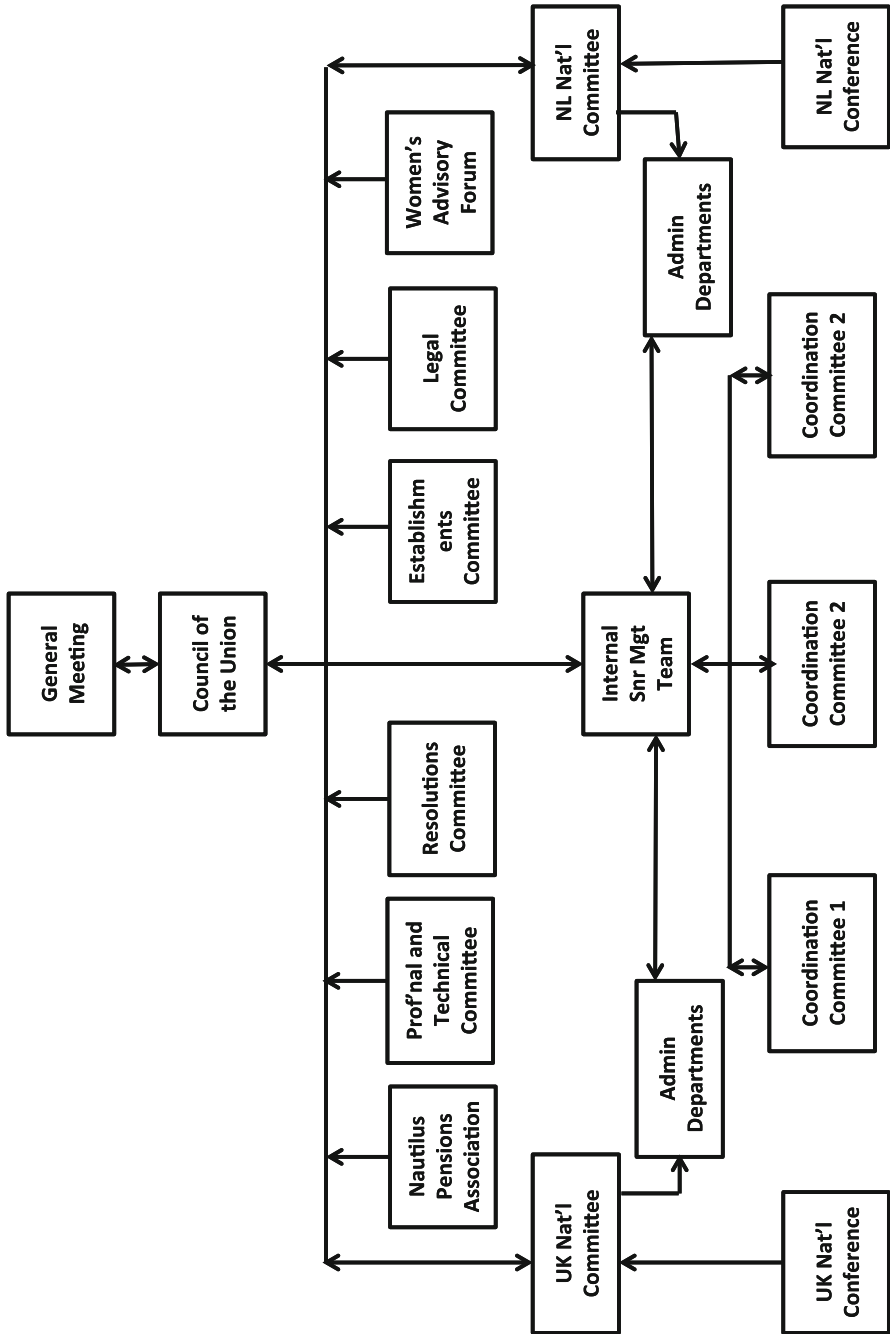 General
Meeting
Council of
the Union
Nautilus
Pensions
Association
Prof'nal and
Technical
Committee
Resolutions
Committee
Establishm
ents
Committee
Legal
Committee
Women's
Advisory
Forum
UK Nat'l
Committee
Internal
Snr Mgt
Team
NL Nat'l
Committee
Admin
Departments
Admin
Departments
UK Nat'l
Conference
Coordination
Committee 1
Coordination
Committee 2
Coordination
Committee 2
NL Nat'l
Conference